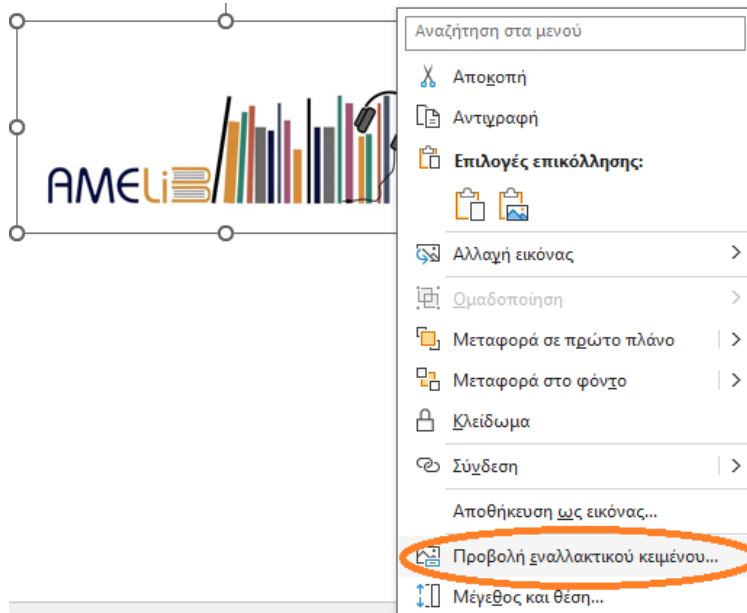 Αναζήτηση στα μενού
Αποκοπή
Αντιγραφή
Επιλογές επικόλλησης:
AMELiB
Αλλαγή εικόνας
Ομαδοποίηση
Μεταφορά σε πρώτο πλάνο
Μεταφορά στο φόντο
Κλείδωμα
Σύνδεση
Αποθήκευση ως εικόνας...
Προβολή εναλλακτικού κειμένου...
Μέγεθος και θέση...